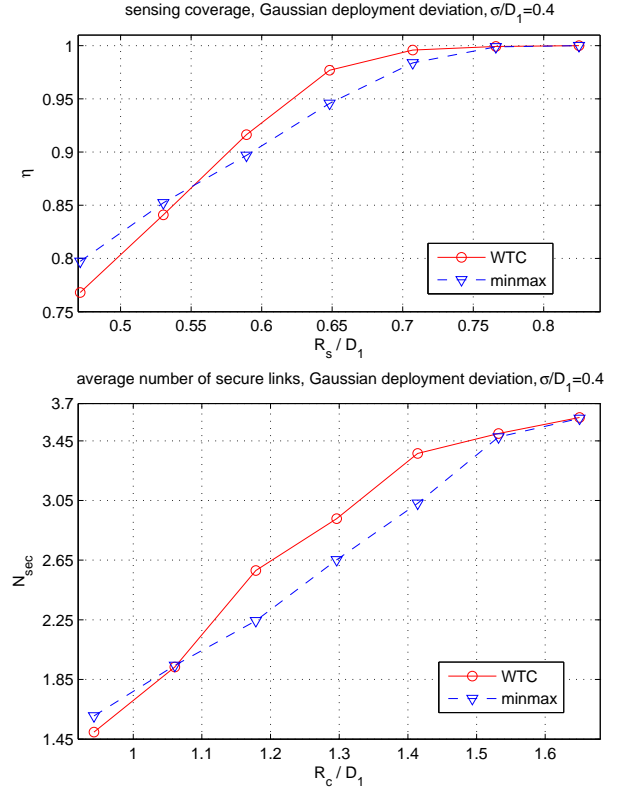 sensing coverage, Gaussian deployment deviation, σ/D1=0.4
1
0.95
0.9
0.85
0.8
0.75
η
0.5
0.55
0.6
0.65
0.7
0.75
0.8
Rs / D1
WTC
minmax
average number of secure links, Gaussian deployment deviation, σ/D1=0.4
3.7
3.45
3.05
2.65
2.25
1.85
1.45
Nsec
1
1.1
1.2
1.3
1.4
1.5
1.6
Rc / D1
WTC
minmax